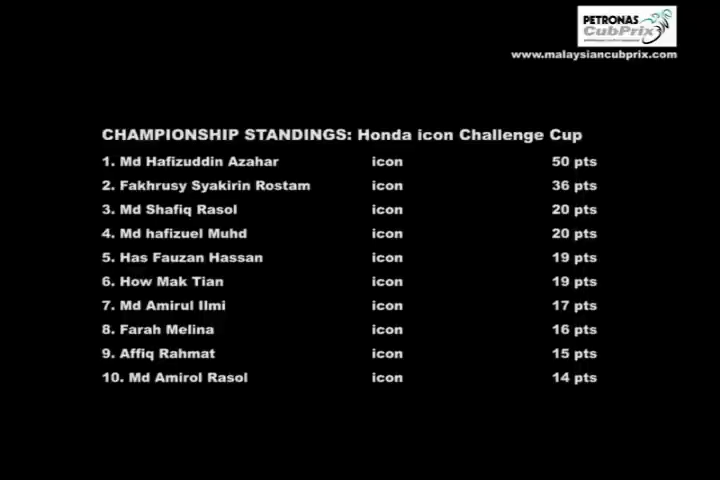 PETRONAS
CubPrix
www.malaysiancubprix.com
CHAMPIONSHIP STANDINGS: Honda icon Challenge Cup
1. Md Hafizuddin Azahar icon 50 pts
2. Fakhrusy Syakirin Rostam icon 36 pts
3. Md Shafiq Rasol icon 20 pts
4. Md hafizuel Muhd icon 20 pts
5. Has Fauzan Hassan icon 19 pts
6. How Mak Tian icon 19 pts
7. Md Amirul Ilmi icon 17 pts
8. Farah Melina icon 16 pts
9. Affiq Rahmat icon 15 pts
10. Md Amirol Rasol icon 14 pts